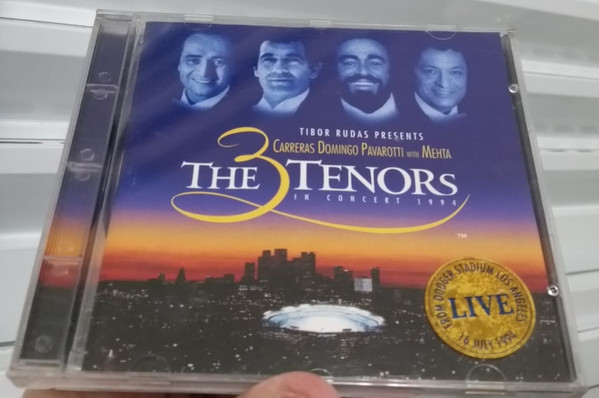 TIBOR RUDAS PRESENTS
CARRERAS DOMINGO PAVAROTTI WITH MEHTA
THE 3 TENORS
IN CONCERT 1994
TM
FROM DODGER STADIUM LOS ANGELES
LIVE
16 JULY 1994